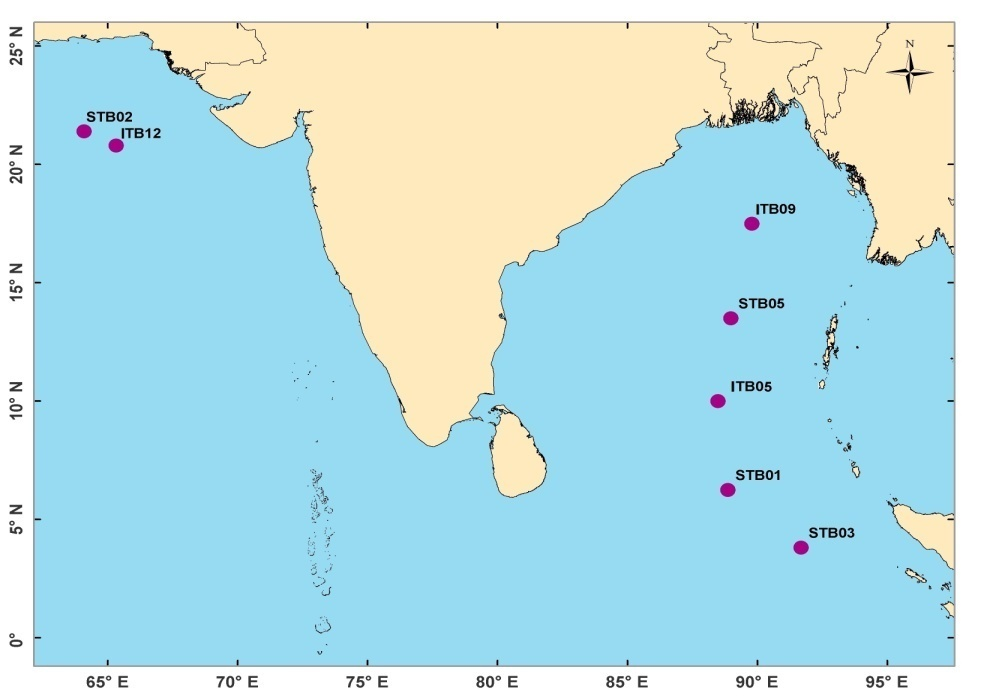 N
25° N
20° N
15° N
10° N
5° N
0°
STB02
ITB12
ITB09
STB05
ITB05
STB01
STB03
65° E
70° E
75° E
80° E
85° E
90° E
95° E